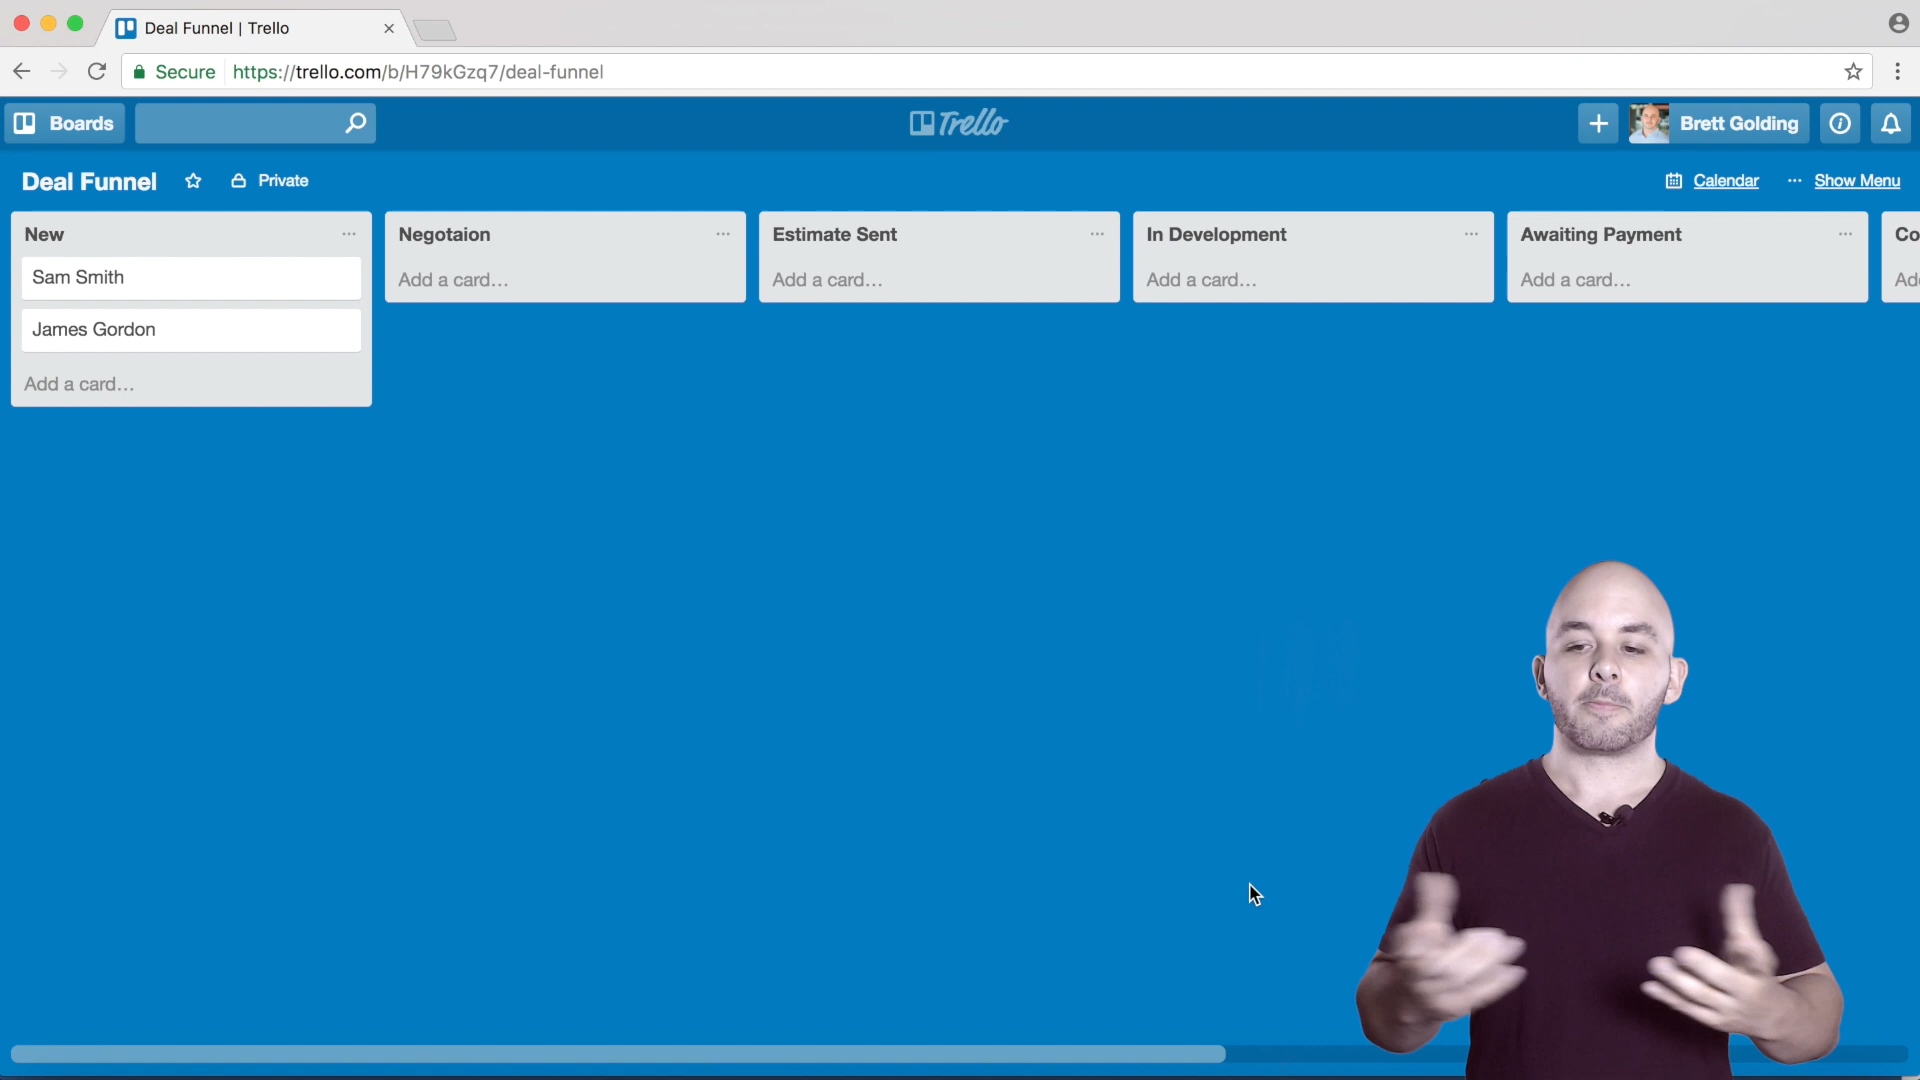 Deal Funnel | Trello
Secure https://trello.com/b/H79kGzq7/deal-funnel
Boards Trello Brett Golding
Deal Funnel Private Calendar ... Show Menu
New ... Negotaion ... Estimate Sent ... In Development ... Awaiting Payment ... Co
Sam Smith Add a card... Add a card... Add a card... Add a card... Ad
James Gordon
Add a card...